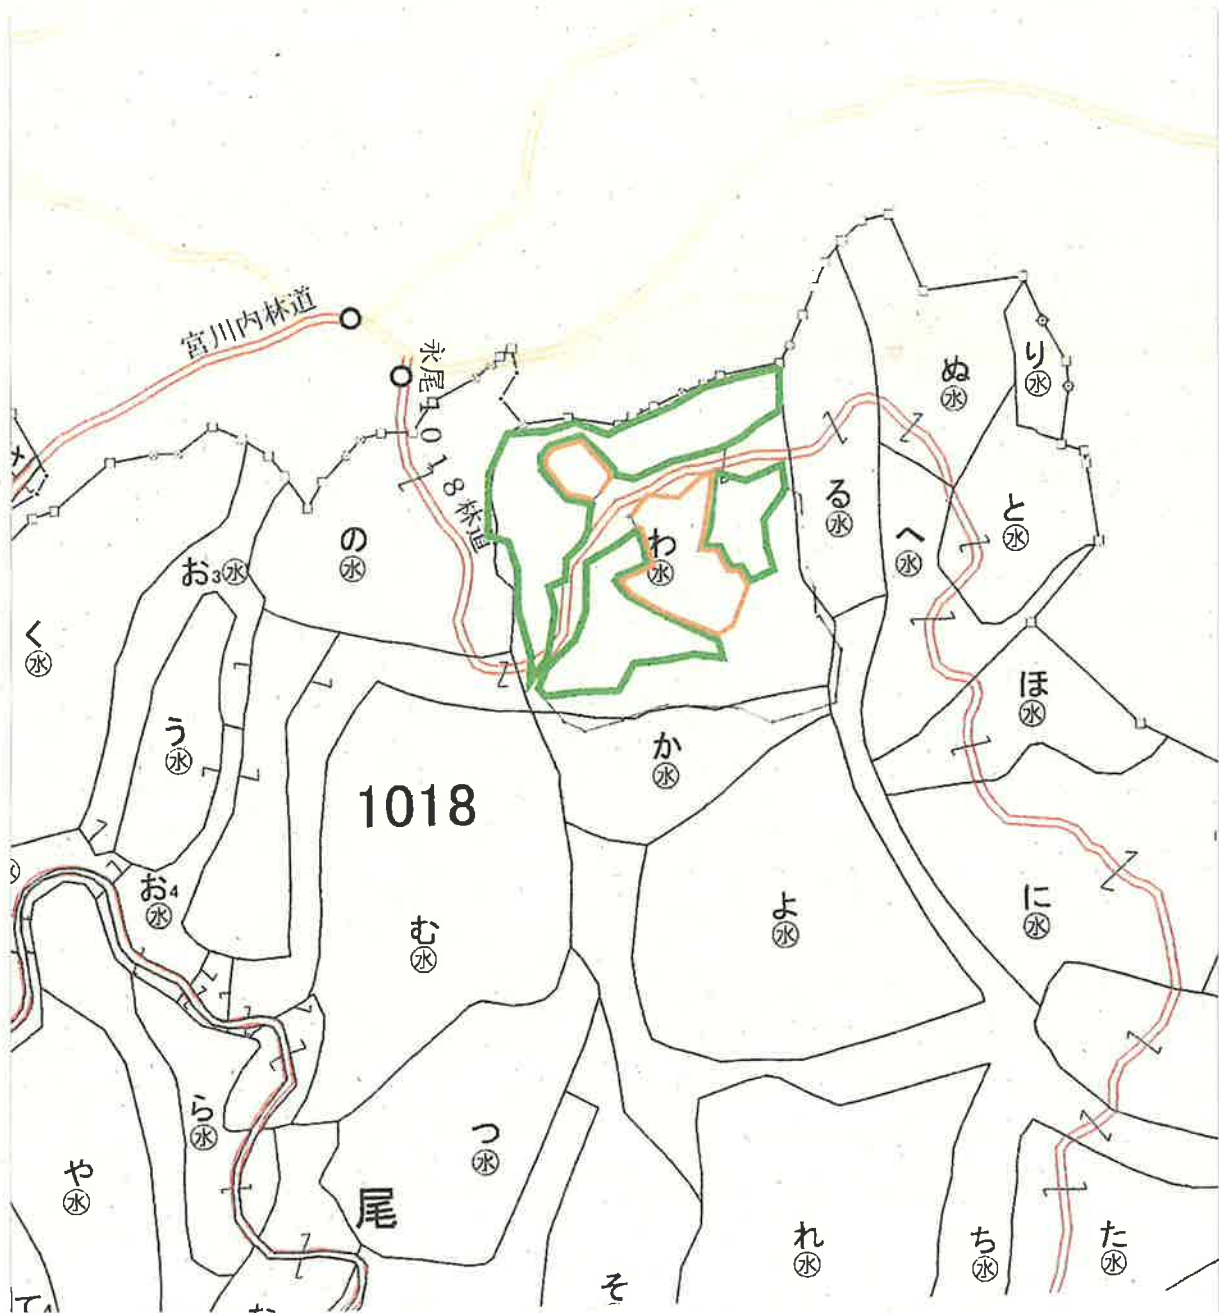 宮川内林道
永尾1018林道
ぬ
水
り
水
る
水
と
水
へ
水
の
水
わ
水
お3水
く
水
ほ
水
う
水
か
水
1018
お4
水
む
水
よ
水
に
水
ら
水
つ
水
や
水
尾
れ
水
ち
水
た
水
そ